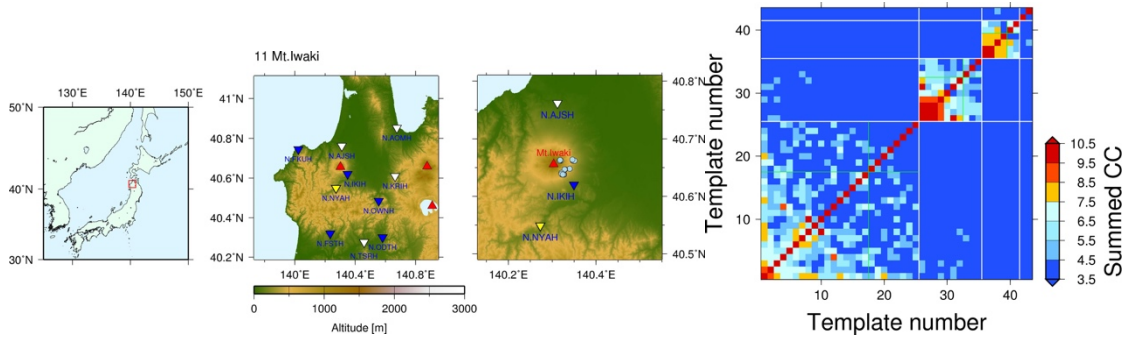 11 Mt.Iwaki
130°E 140°E 150°E
50°N
40°N
30°N
41°N
40.8°N
40.6°N
40.4°N
40.2°N
140°E 140.4°E 140.8°E
N.AOMH
N.FKUH
N.AJSH
N.IKIH
N.KRIH
N.NYAH
N.OWNH
N.FSTH
N.ODTH
N.TSRH
0 1000 2000 3000
Altitude [m]
40.8°N
40.7°N
40.6°N
40.5°N
140.2°E 140.4°E
N.AJSH
Mt.Iwaki
N.IKIH
N.NYAH
Template number
40
30
20
10
10 20 30 40
Template number
10.5
9.5
8.5
7.5
6.5
5.5
4.5
3.5
Summed CC